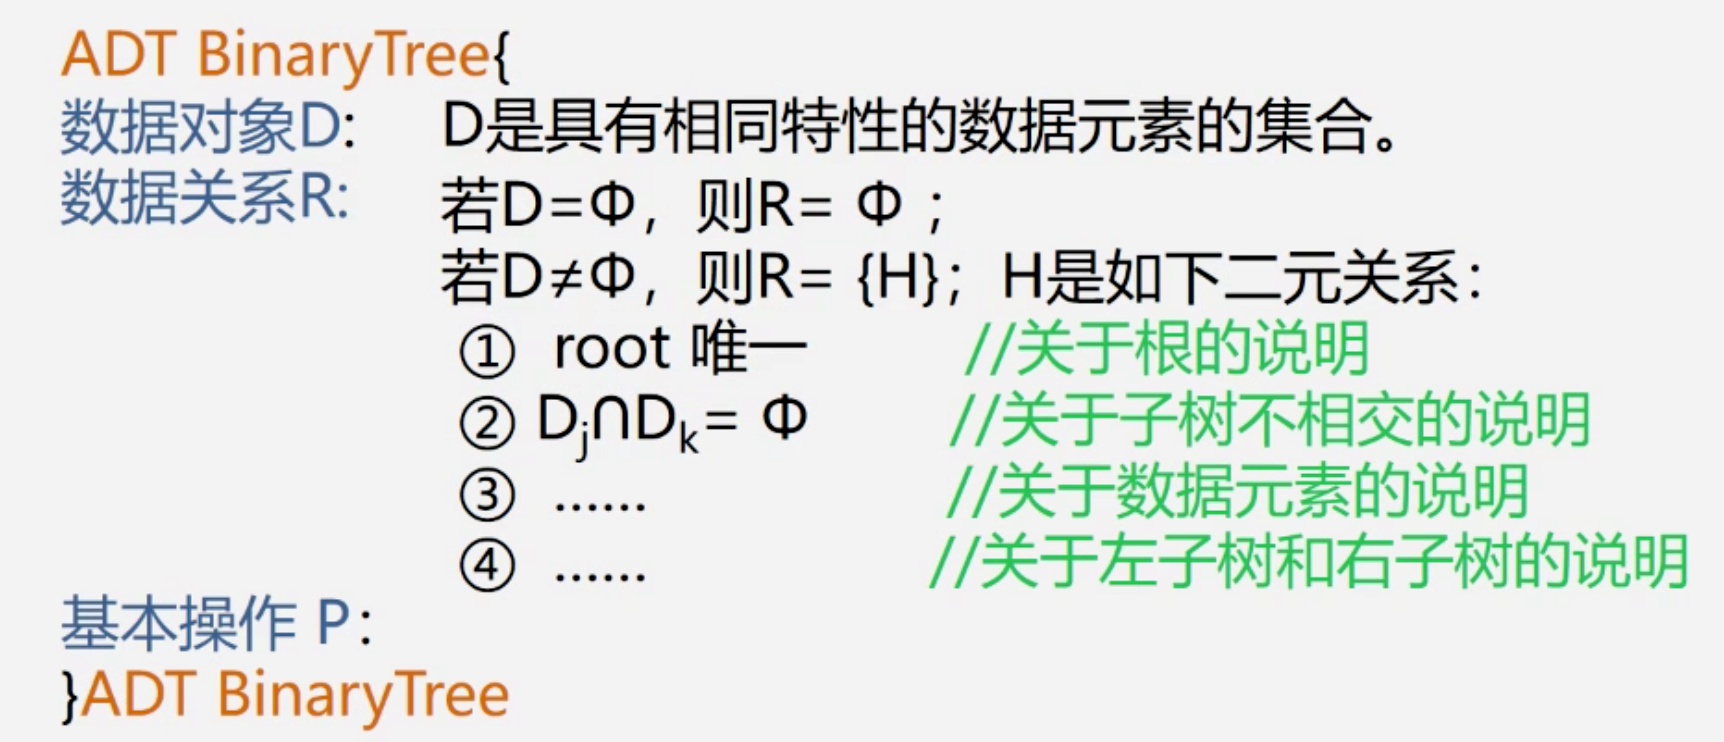 ADT BinaryTree{
数据对象D: D是具有相同特性的数据元素的集合。
数据关系R: 若D=Φ，则R= Φ ；
若D≠Φ，则R= {H}；H是如下二元关系：
① root 唯一 //关于根的说明
② Dj∩Dk= Φ //关于子树不相交的说明
③ …… //关于数据元素的说明
④ …… //关于左子树和右子树的说明
基本操作 P：
}ADT BinaryTree